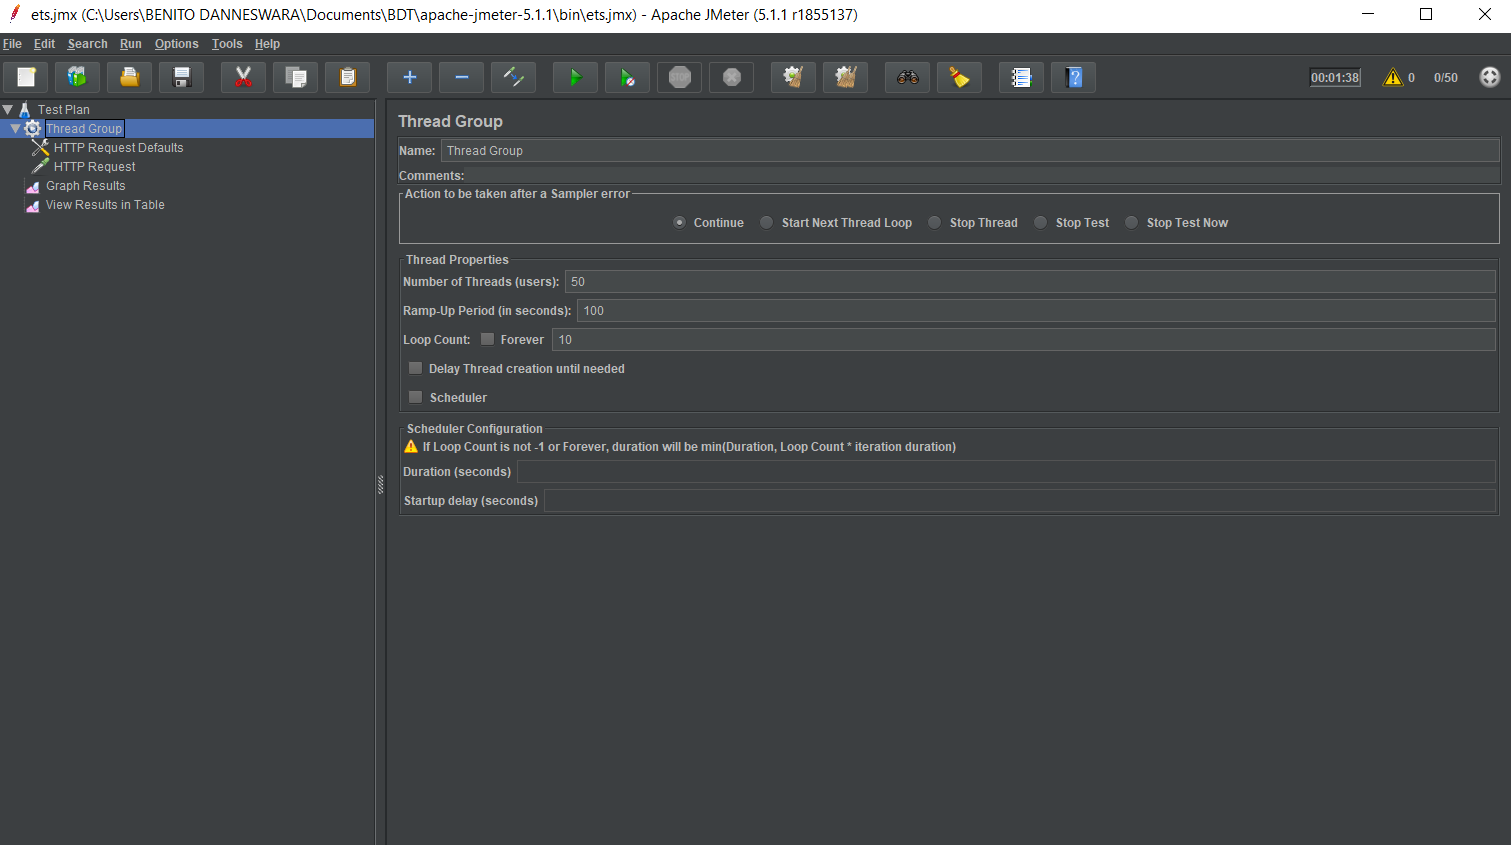 ets.jmx (C:\Users\BENITO DANNESWARA\Documents\BDT\apache-jmeter-5.1.1\bin\ets.jmx) - Apache JMeter (5.1.1 r1855137)
File Edit Search Run Options Tools Help
STOP 00:01:38 0 0/50
Test Plan
Thread Group
HTTP Request Defaults
HTTP Request
Graph Results
View Results in Table
Thread Group
Name: Thread Group
Comments:
Action to be taken after a Sampler error
Continue Start Next Thread Loop Stop Thread Stop Test Stop Test Now
Thread Properties
Number of Threads (users): 50
Ramp-Up Period (in seconds): 100
Loop Count: Forever 10
Delay Thread creation until needed
Scheduler
Scheduler Configuration
If Loop Count is not -1 or Forever, duration will be min(Duration, Loop Count * iteration duration)
Duration (seconds)
Startup delay (seconds)